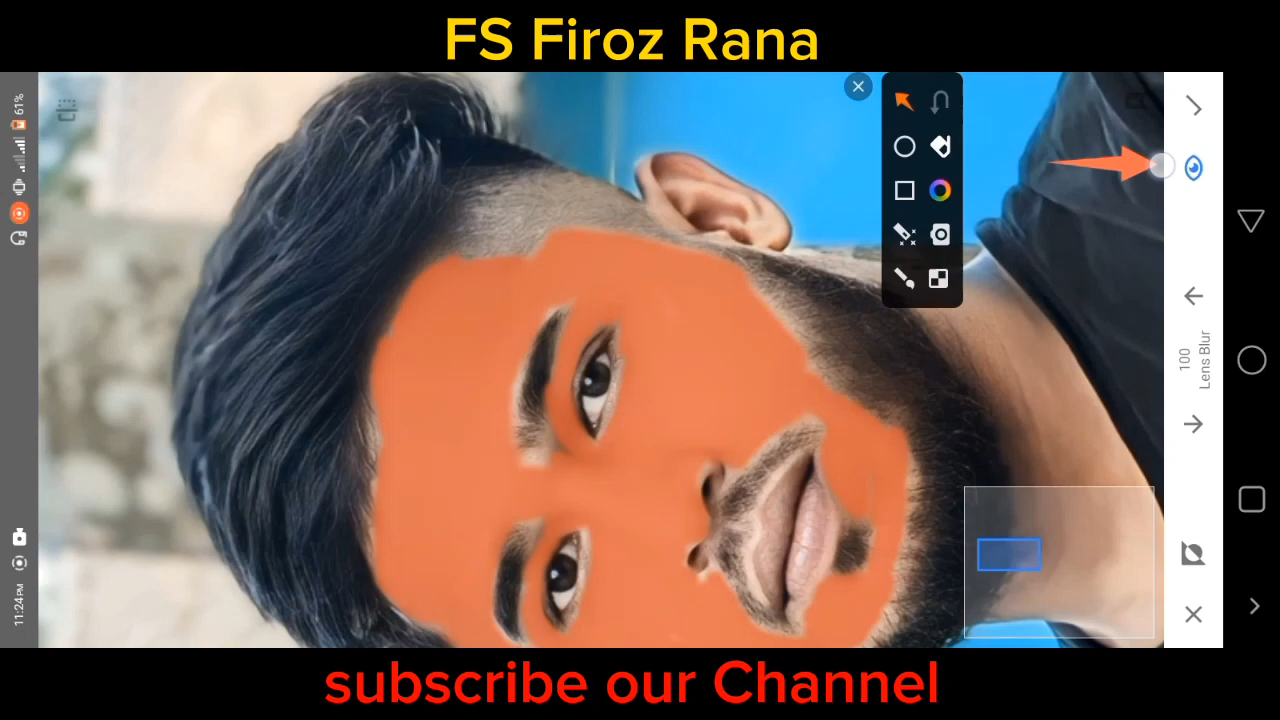 FS Firoz Rana
61%
100
Lens Blur
11:24 PM
subscribe our Channel